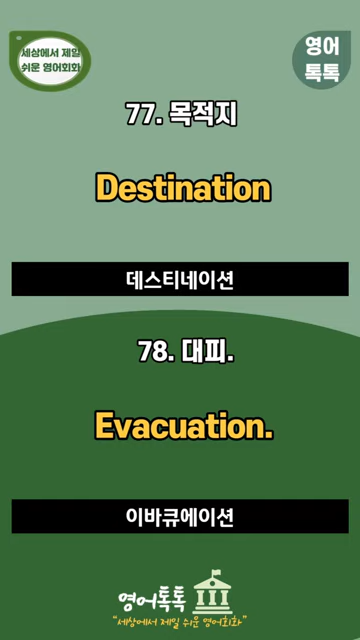 세상에서 제일
쉬운 영어회화
영어
톡톡
77. 목적지
Destination
데스티네이션
78. 대피.
Evacuation.
이바큐에이션
영어톡톡
"세상에서 제일 쉬운 영어회화"